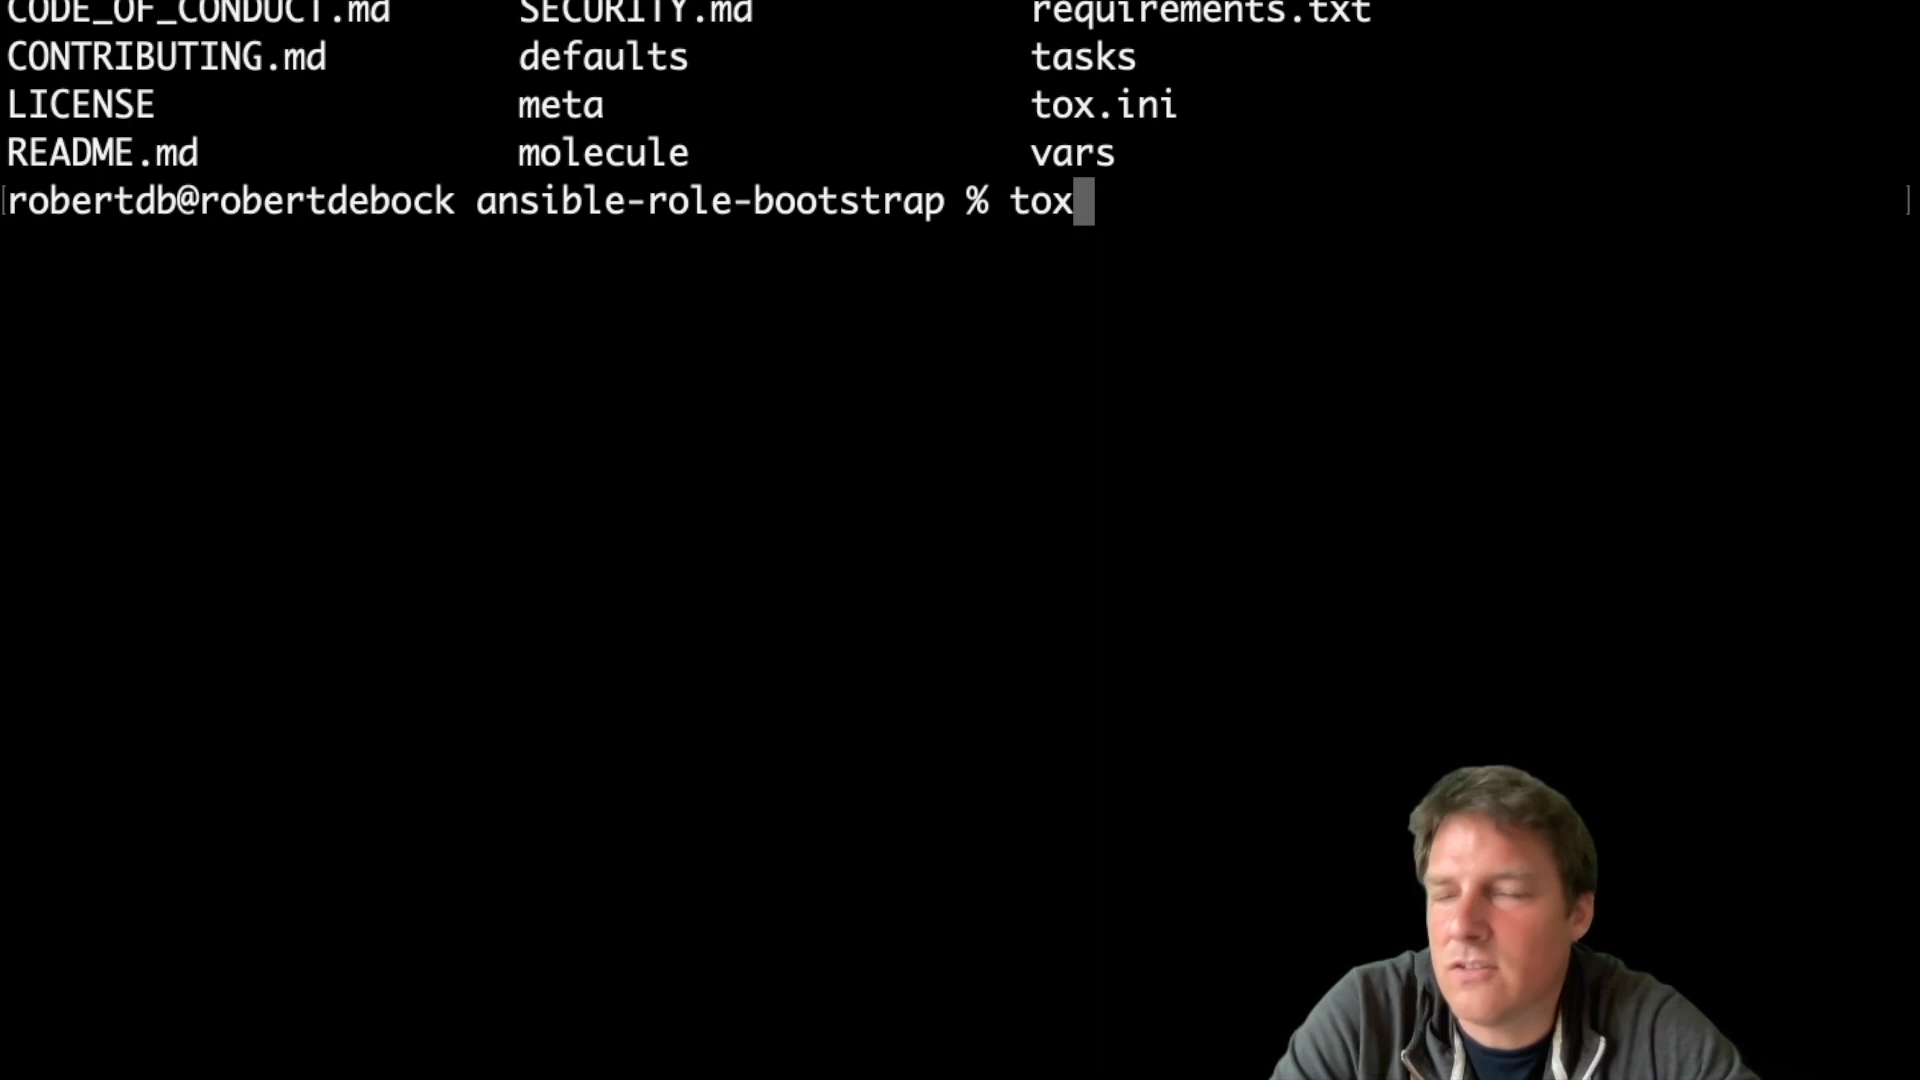 CODE_OF_CONDUCT.md SECURITY.md requirements.txt
CONTRIBUTING.md defaults tasks
LICENSE meta tox.ini
README.md molecule vars
[robertdb@robertdebock ansible-role-bootstrap % tox ]